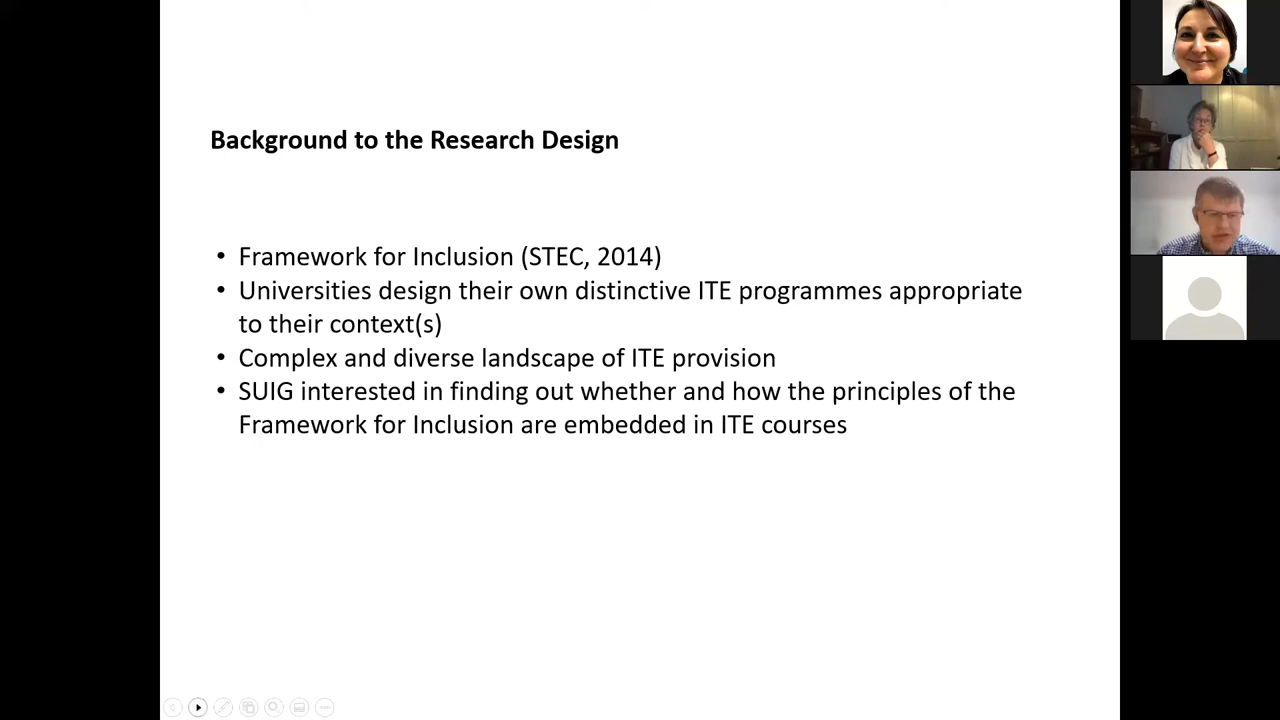 Background to the Research Design
• Framework for Inclusion (STEC, 2014)
• Universities design their own distinctive ITE programmes appropriate
to their context(s)
• Complex and diverse landscape of ITE provision
• SUIG interested in finding out whether and how the principles of the
Framework for Inclusion are embedded in ITE courses